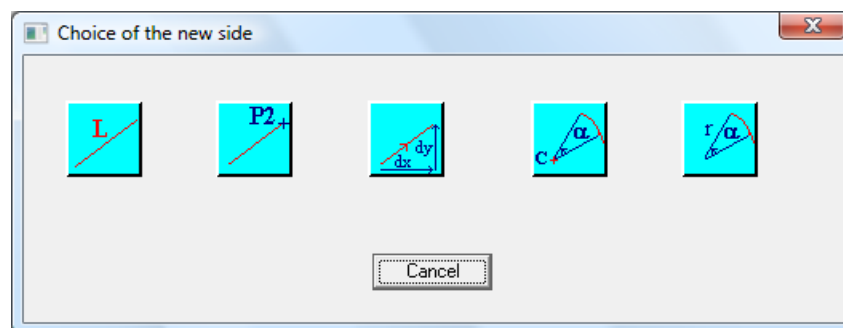 Choice of the new side
L
P2
dx
dy
C
α
r
α
Cancel